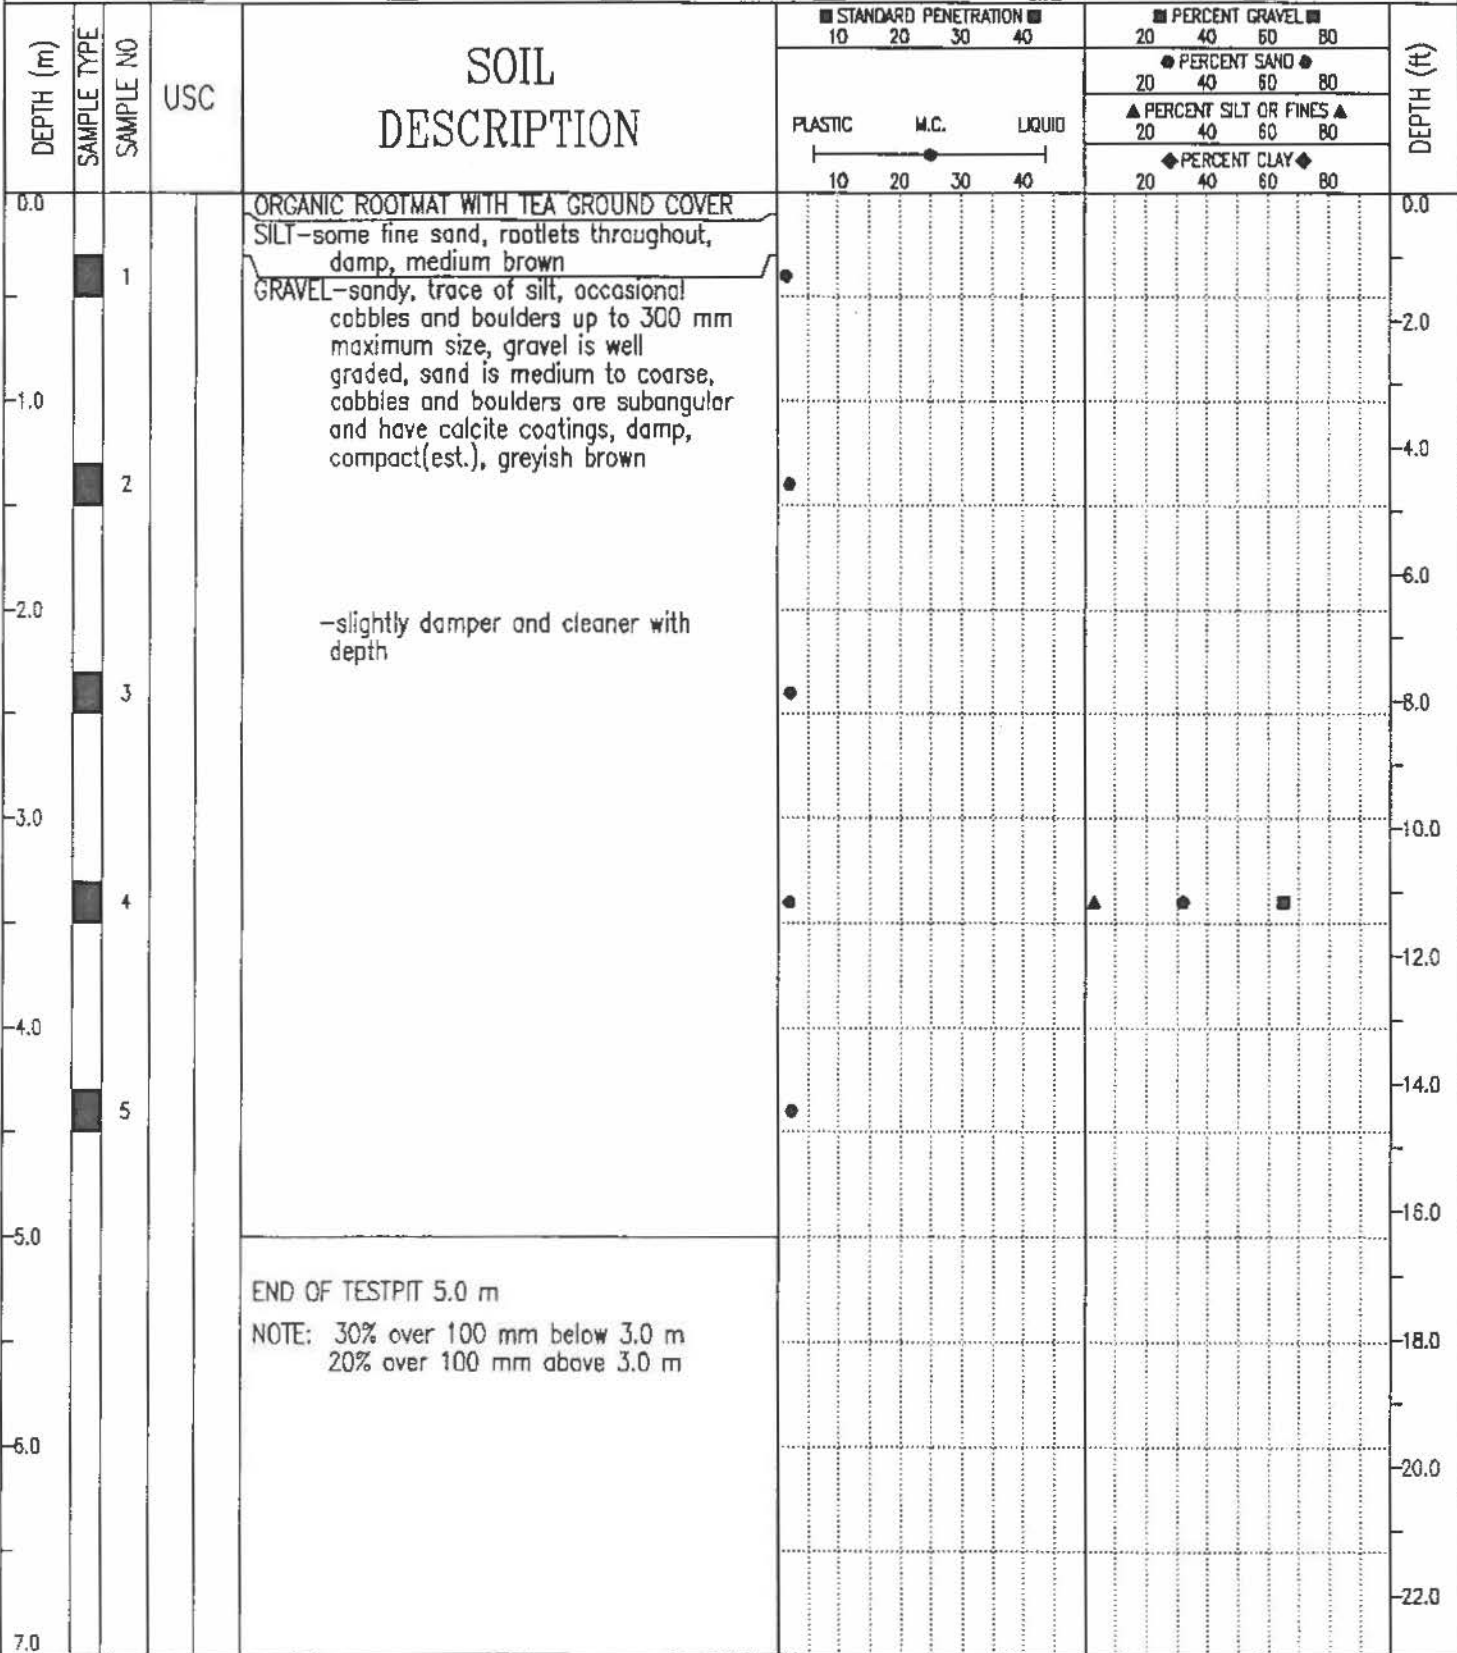 DEPTH (m)
SAMPLE TYPE
SAMPLE NO
USC
SOIL
DESCRIPTION
■ STANDARD PENETRATION ■
10 20 30 40
PLASTIC M.C. LIQUID
10 20 30 40
■ PERCENT GRAVEL ■
20 40 60 80
● PERCENT SAND ●
20 40 60 80
▲ PERCENT SILT OR FINES ▲
20 40 60 80
◆ PERCENT CLAY ◆
20 40 60 80
DEPTH (ft)
0.0
1.0
2.0
3.0
4.0
5.0
6.0
7.0
1
2
3
4
5
ORGANIC ROOTMAT WITH TEA GROUND COVER
SILT-some fine sand, rootlets throughout,
damp, medium brown
GRAVEL-sandy, trace of silt, occasional
cobbles and boulders up to 300 mm
maximum size, gravel is well
graded, sand is medium to coarse,
cobbles and boulders are subangular
and have calcite coatings, damp,
compact(est.), greyish brown
-slightly damper and cleaner with
depth
END OF TESTPIT 5.0 m
NOTE: 30% over 100 mm below 3.0 m
20% over 100 mm above 3.0 m
0.0
2.0
4.0
6.0
8.0
10.0
12.0
14.0
16.0
18.0
20.0
22.0